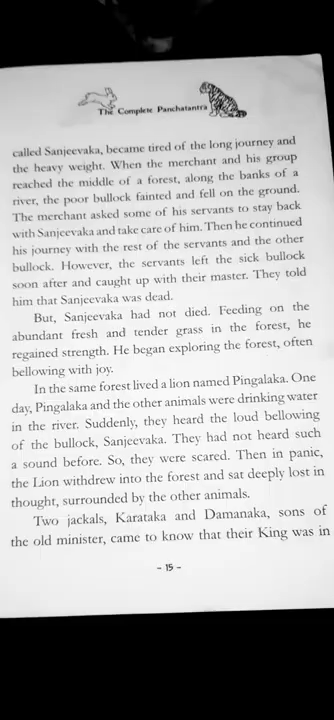 The Complete Panchatantra
called Sanjeevaka, became tired of the long journey and
the heavy weight. When the merchant and his group
reached the middle of a forest, along the banks of a
river, the poor bullock fainted and fell on the ground.
The merchant asked some of his servants to stay back
with Sanjeevaka and take care of him. Then he continued
his journey with the rest of the servants and the other
bullock. However, the servants left the sick bullock
soon after and caught up with their master. They told
him that Sanjeevaka was dead.
But, Sanjeevaka had not died. Feeding on the
abundant fresh and tender grass in the forest, he
regained strength. He began exploring the forest, often
bellowing with joy.
In the same forest lived a lion named Pingalaka. One
day, Pingalaka and the other animals were drinking water
in the river. Suddenly, they heard the loud bellowing
of the bullock, Sanjeevaka. They had not heard such
a sound before. So, they were scared. Then in panic,
the Lion withdrew into the forest and sat deeply lost in
thought, surrounded by the other animals.
Two jackals, Karataka and Damanaka, sons of
the old minister, came to know that their King was in
- 15 -